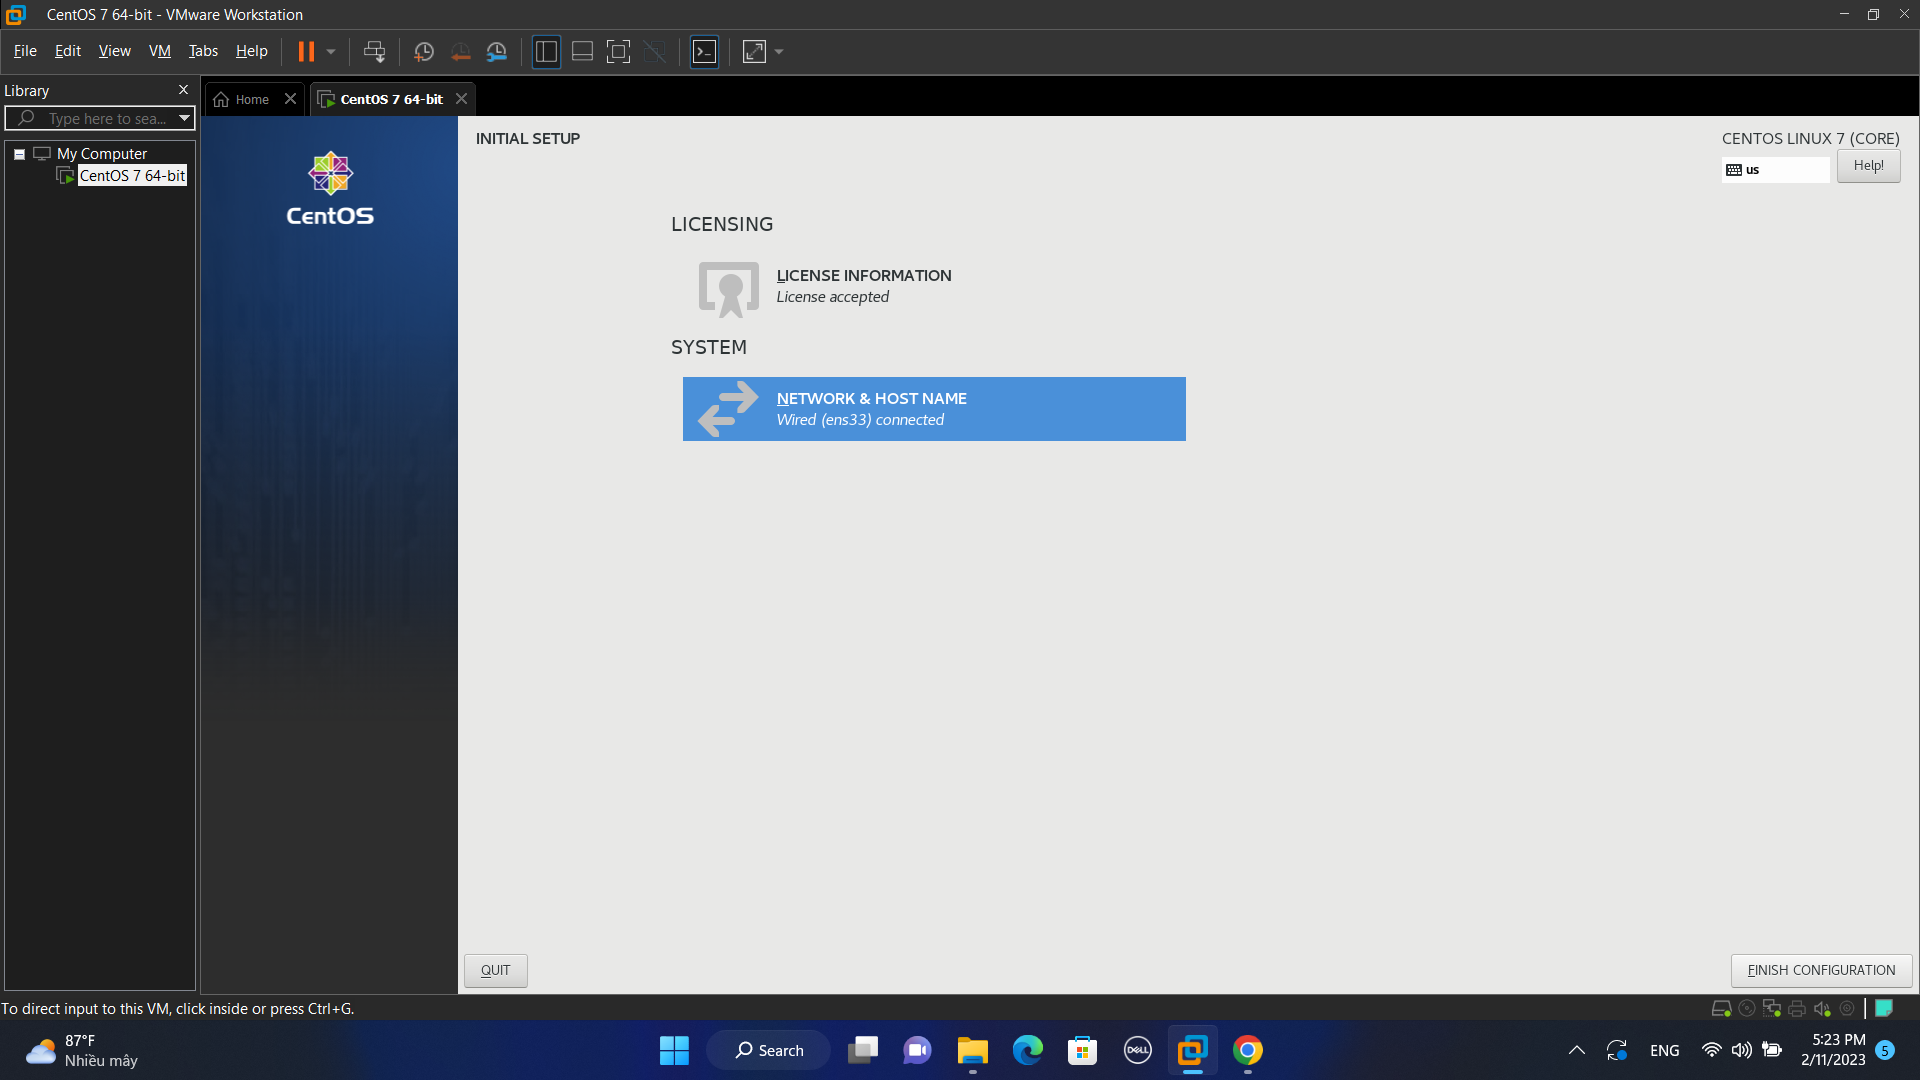 CentOS 7 64-bit - VMware Workstation
File Edit View VM Tabs Help
Library
Home
CentOS 7 64-bit
Type here to sea...
My Computer
CentOS 7 64-bit
CentOS
INITIAL SETUP
CENTOS LINUX 7 (CORE)
us
Help!
LICENSING
LICENSE INFORMATION
License accepted
SYSTEM
NETWORK & HOST NAME
Wired (ens33) connected
QUIT
FINISH CONFIGURATION
To direct input to this VM, click inside or press Ctrl+G.
87°F
Nhiều mây
Search
DELL
ENG
5:23 PM
2/11/2023
5